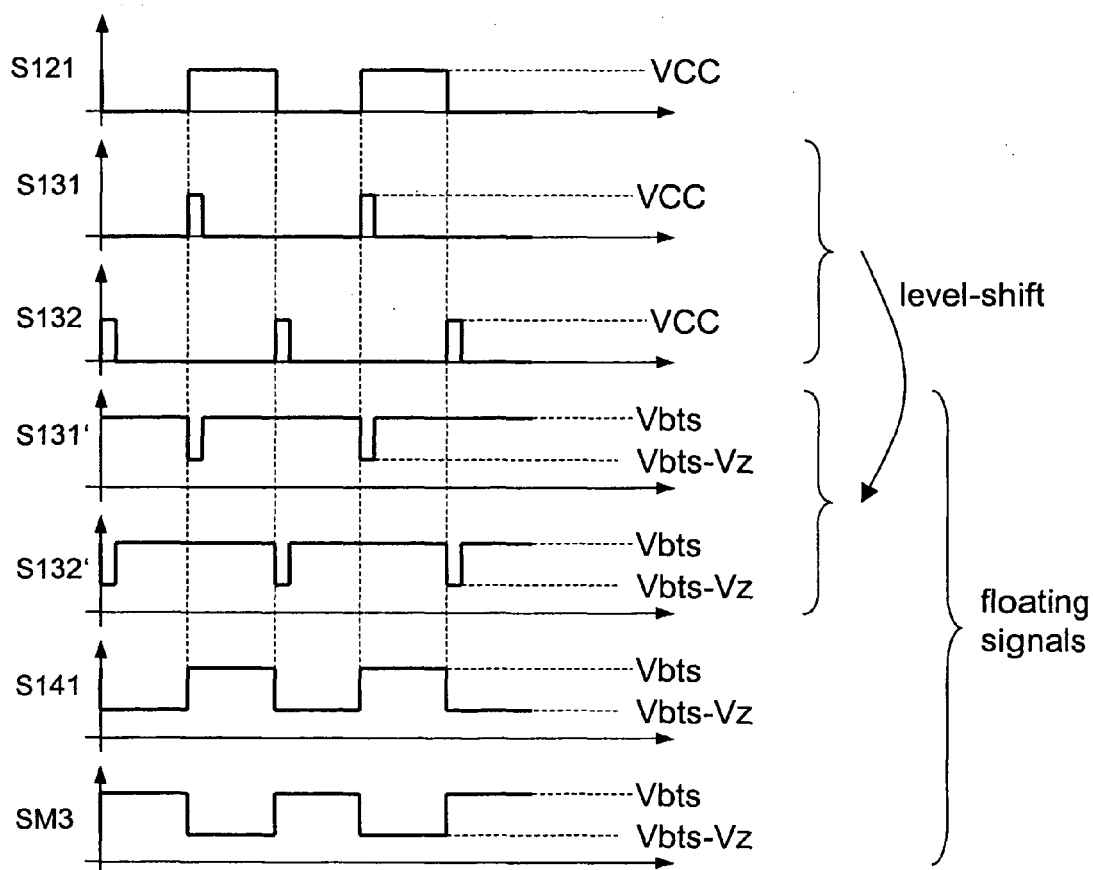 S121
VCC
S131
VCC
S132
VCC
level-shift
S131‘
Vbts
Vbts-Vz
S132‘
Vbts
Vbts-Vz
floating
signals
S141
Vbts
Vbts-Vz
SM3
Vbts
Vbts-Vz